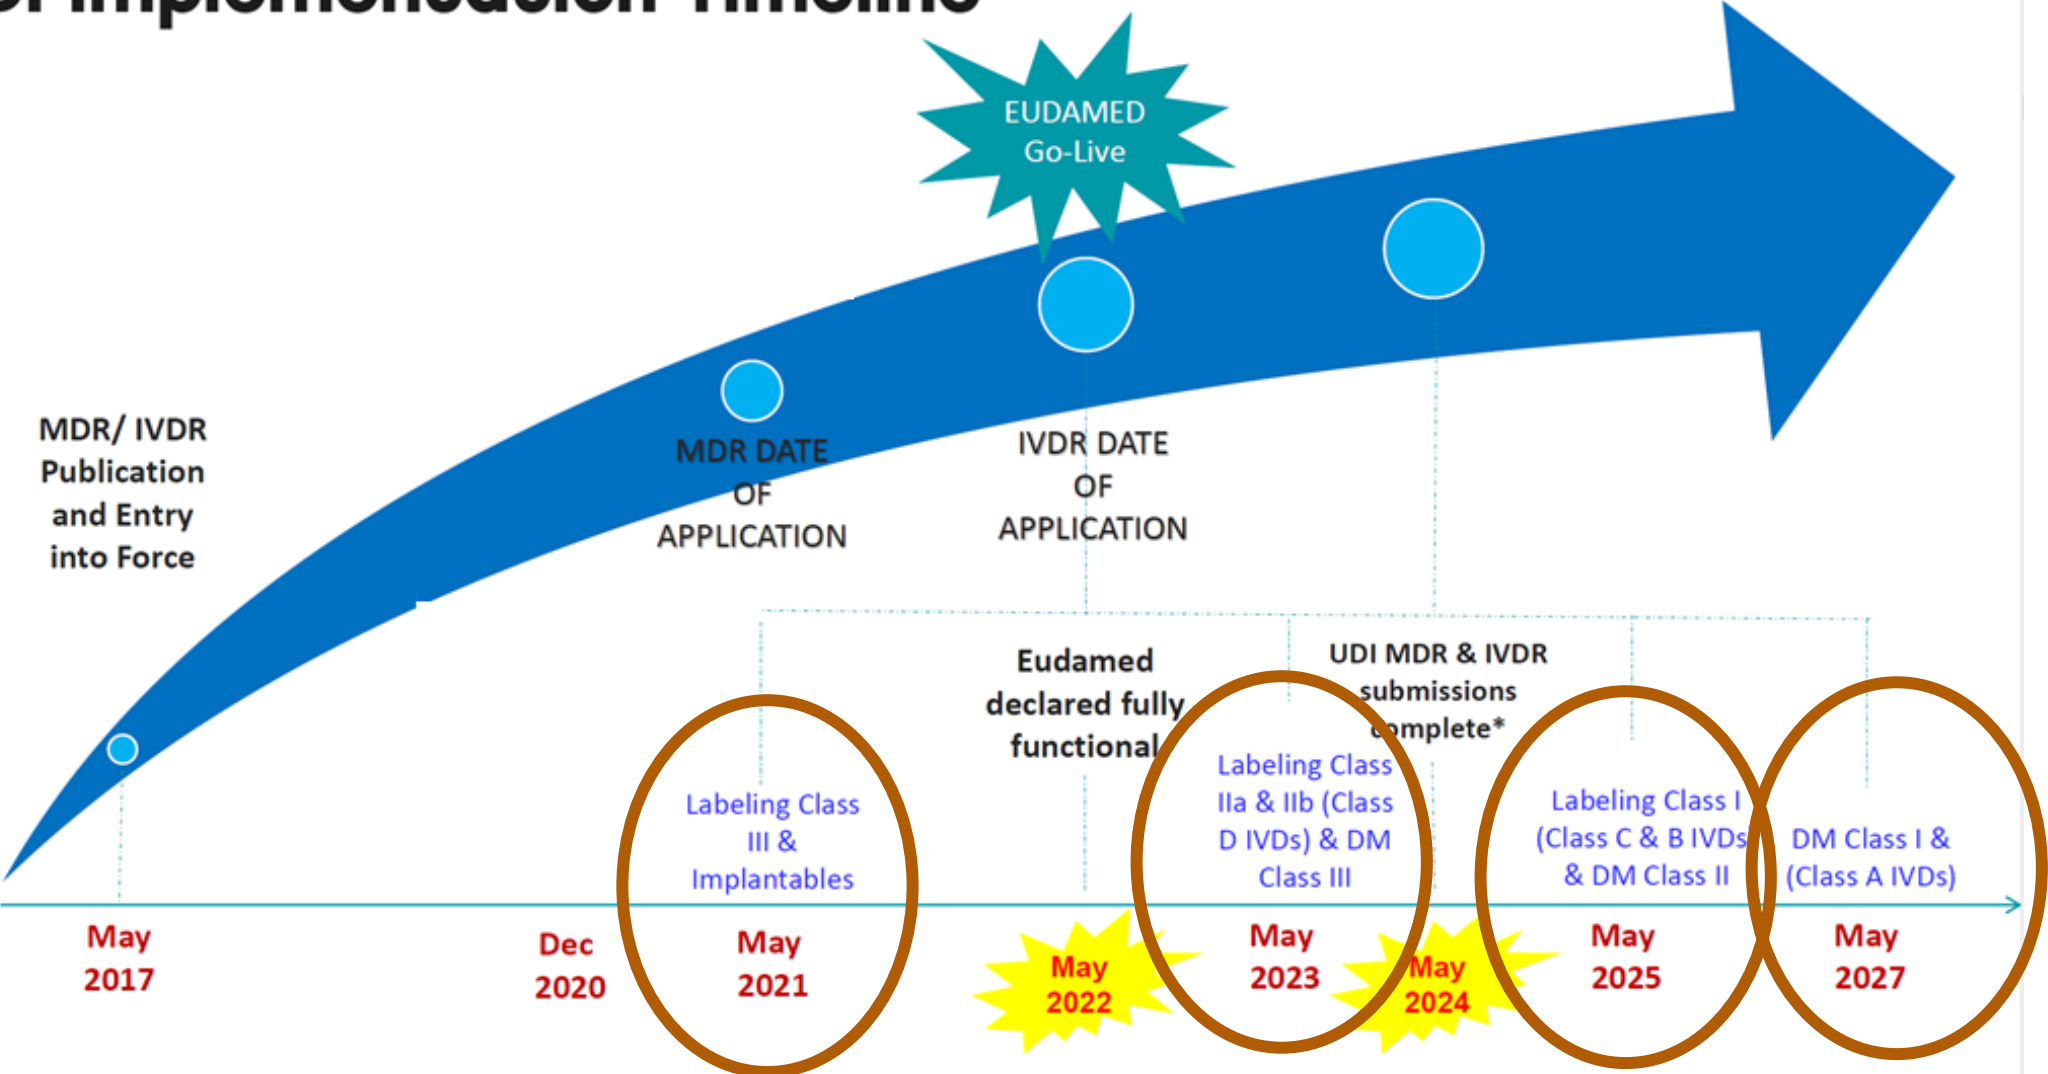 Implementation Timeline
EUDAMED
Go-Live
MDR/ IVDR
Publication
and Entry
into Force
MDR DATE
OF
APPLICATION
IVDR DATE
OF
APPLICATION
Eudamed
declared fully
functional
UDI MDR & IVDR
submissions
complete*
Labeling Class
III &
Implantables
Labeling Class
IIa & IIb (Class
D IVDs) & DM
Class III
Labeling Class I
(Class C & B IVDs
& DM Class II
DM Class I &
(Class A IVDs)
May
2017
Dec
2020
May
2021
May
2022
May
2023
May
2024
May
2025
May
2027